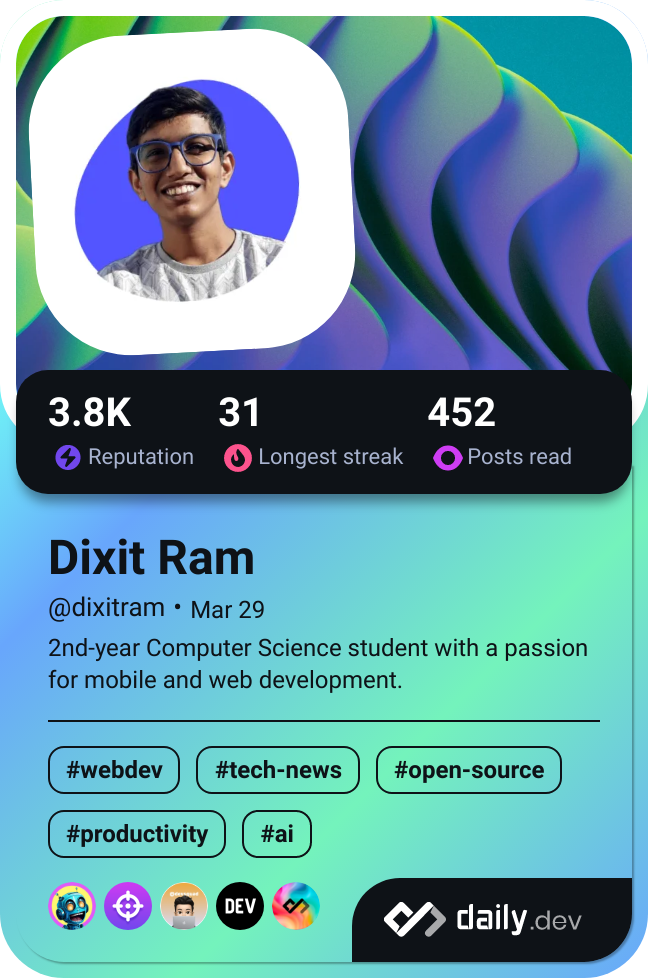 3.8K 31 452
Reputation Longest streak Posts read
Dixit Ram
@dixitram • Mar 29
2nd-year Computer Science student with a passion
for mobile and web development.
#webdev #tech-news #open-source
#productivity #ai
DEV daily.dev